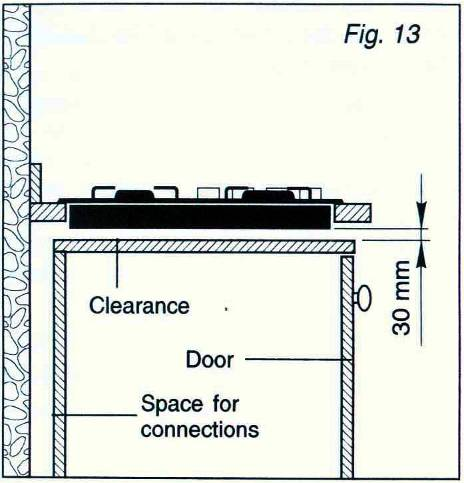 Fig. 13
Clearance
30 mm
Door
Space for
connections